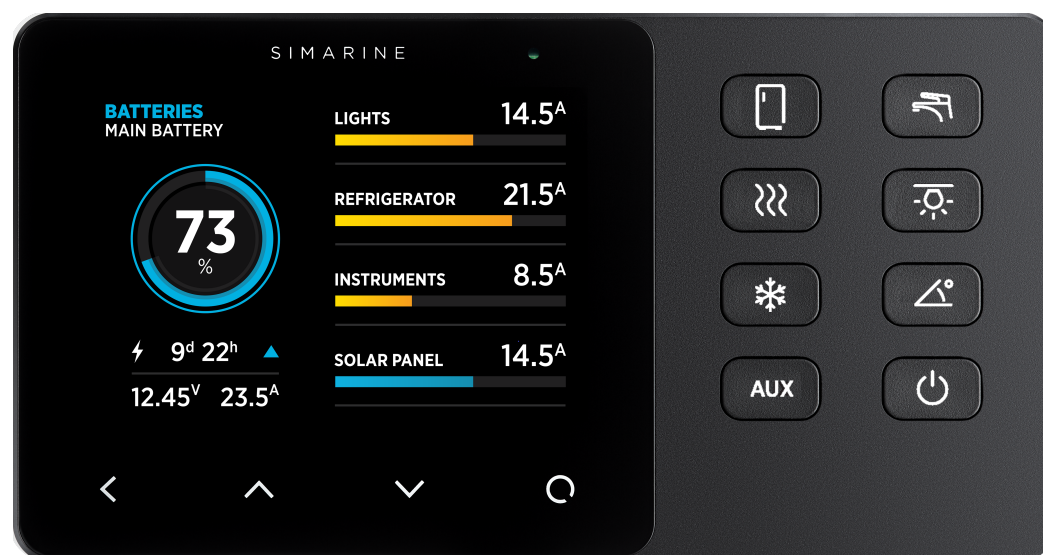 SIMARINE
BATTERIES
MAIN BATTERY
73
%
9d 22h
12.45V 23.5A
LIGHTS 14.5A
REFRIGERATOR 21.5A
INSTRUMENTS 8.5A
SOLAR PANEL 14.5A
AUX